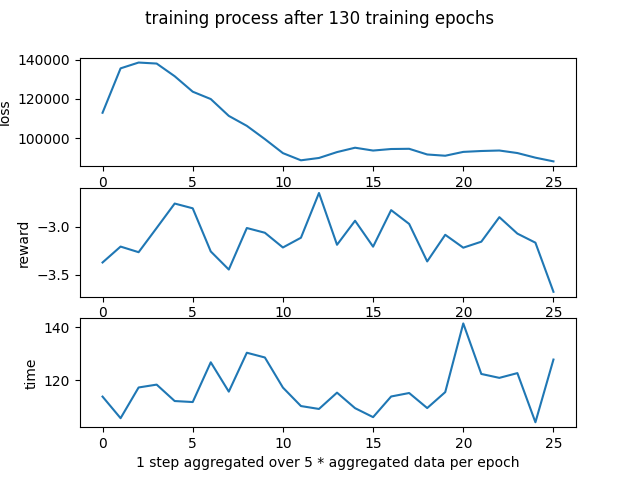 training process after 130 training epochs
140000
120000
100000
loss
0 5 10 15 20 25
−3.0
−3.5
reward
0 5 10 15 20 25
140
120
time
0 5 10 15 20 25
1 step aggregated over 5 * aggregated data per epoch